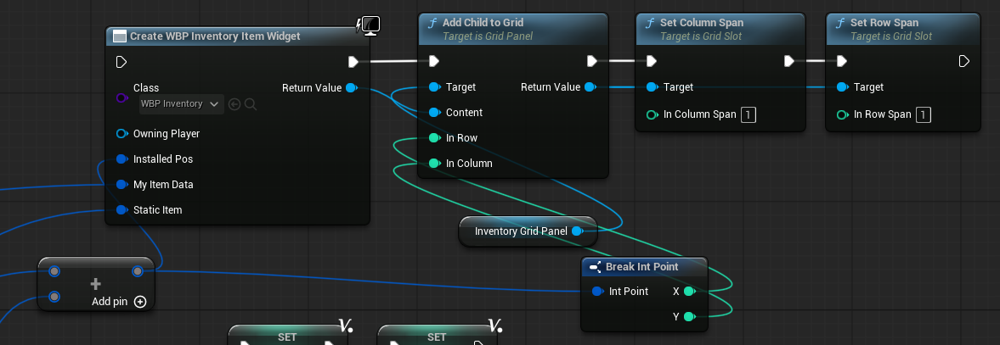 Create WBP Inventory Item Widget
Class
WBP Inventory
Return Value
Owning Player
Installed Pos
My Item Data
Static Item
f Add Child to Grid
Target is Grid Panel
Target
Return Value
Content
In Row
In Column
f Set Column Span
Target is Grid Slot
Target
In Column Span 1
f Set Row Span
Target is Grid Slot
Target
In Row Span 1
Inventory Grid Panel
Add pin
Break Int Point
Int Point
X
Y
SET
SET